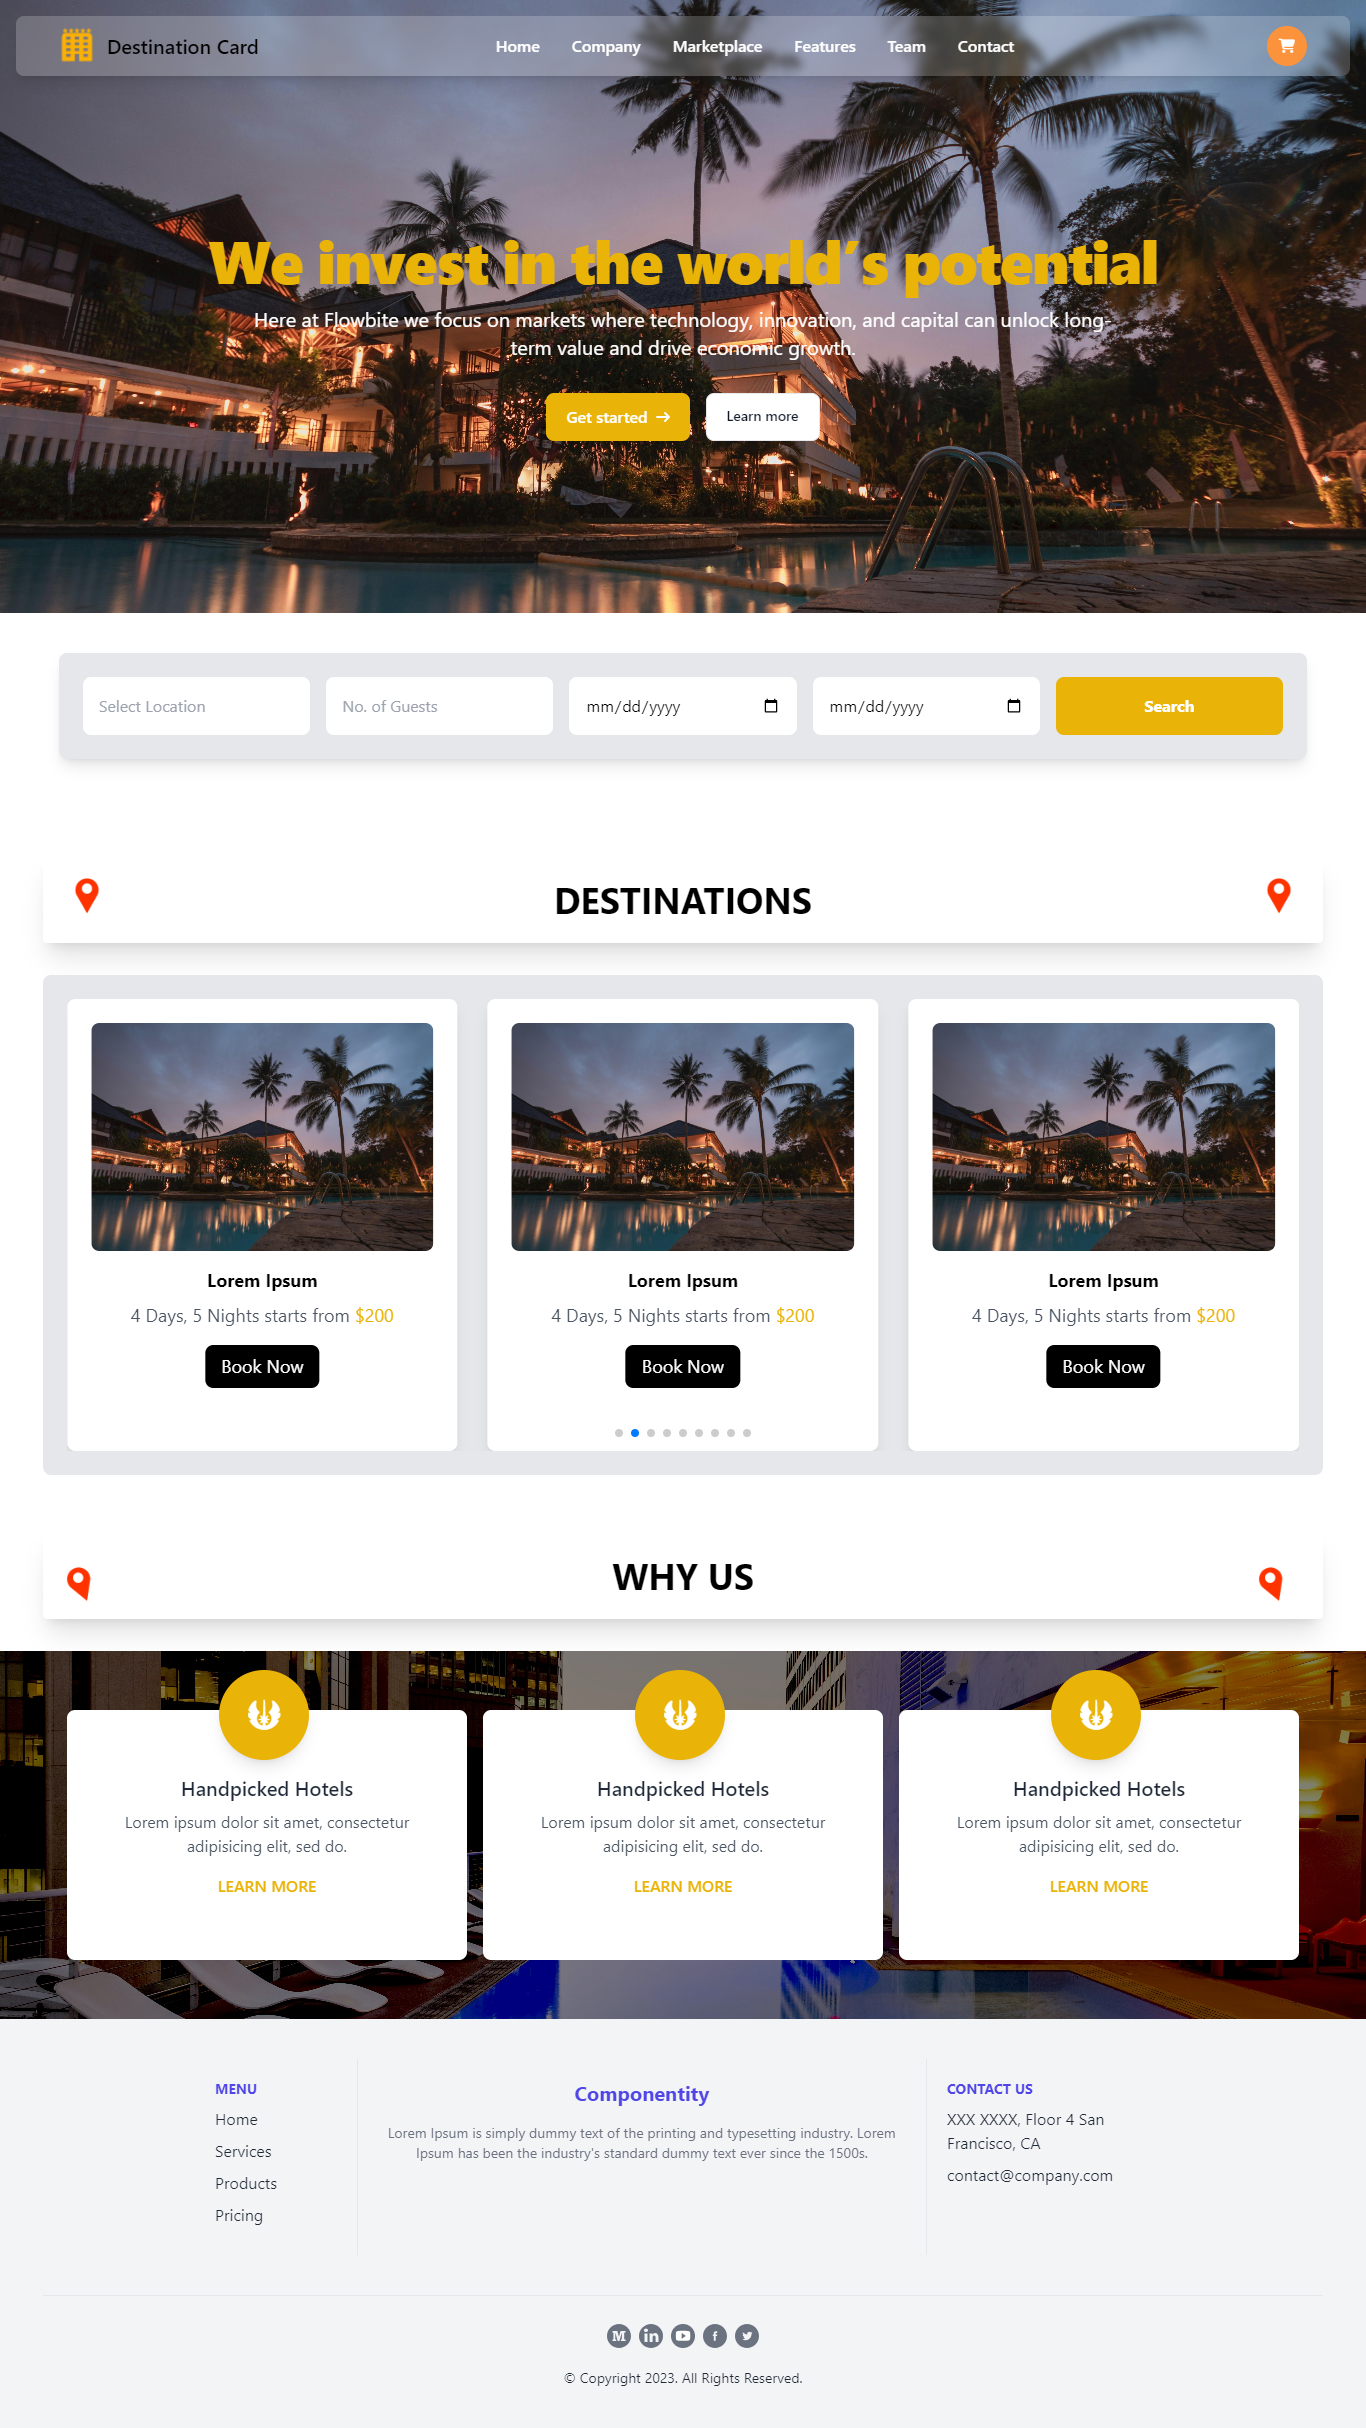 Destination Card
Home Company Marketplace Features Team Contact
We invest in the world's potential
Here at Flowbite we focus on markets where technology, innovation, and capital can unlock long-
term value and drive economic growth.
Get started
Learn more
Select Location
No. of Guests
mm/dd/yyyy
mm/dd/yyyy
Search
DESTINATIONS
Lorem Ipsum
4 Days, 5 Nights starts from $200
Book Now
Lorem Ipsum
4 Days, 5 Nights starts from $200
Book Now
Lorem Ipsum
4 Days, 5 Nights starts from $200
Book Now
WHY US
Handpicked Hotels
Lorem ipsum dolor sit amet, consectetur
adipisicing elit, sed do.
LEARN MORE
Handpicked Hotels
Lorem ipsum dolor sit amet, consectetur
adipisicing elit, sed do.
LEARN MORE
Handpicked Hotels
Lorem ipsum dolor sit amet, consectetur
adipisicing elit, sed do.
LEARN MORE
MENU
Home
Services
Products
Pricing
Componentity
Lorem Ipsum is simply dummy text of the printing and typesetting industry. Lorem
Ipsum has been the industry's standard dummy text ever since the 1500s.
CONTACT US
XXX XXXX, Floor 4 San
Francisco, CA
contact@company.com
© Copyright 2023. All Rights Reserved.